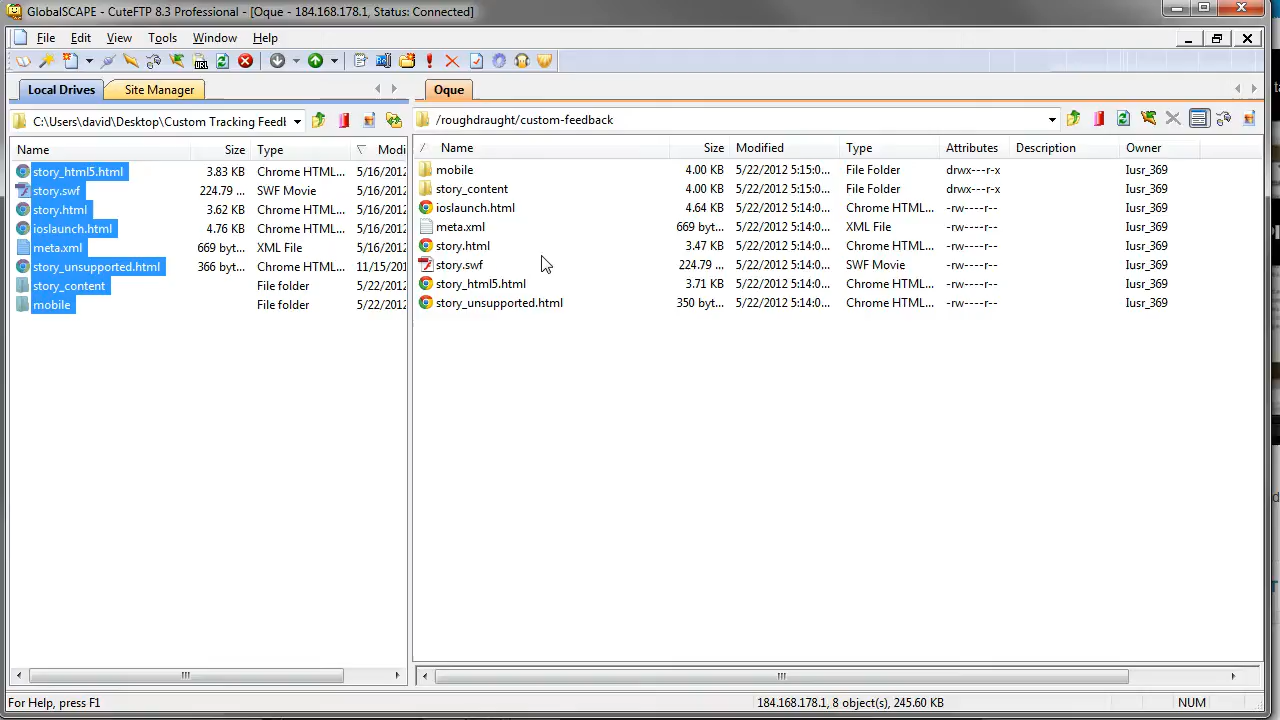 GlobalSCAPE - CuteFTP 8.3 Professional - [Oque - 184.168.178.1, Status: Connected]
File Edit View Tools Window Help
Local Drives Site Manager
Oque
C:\Users\david\Desktop\Custom Tracking Feedb
/roughdraught/custom-feedback
Name Size Type Modi
story_html5.html 3.83 KB Chrome HTML... 5/16/2012
story.swf 224.79 ... SWF Movie 5/16/2012
story.html 3.62 KB Chrome HTML... 5/16/2012
ioslaunch.html 4.76 KB Chrome HTML... 5/16/2012
meta.xml 669 byt... XML File 5/16/2012
story_unsupported.html 366 byt... Chrome HTML... 11/15/201
story_content File folder 5/22/2012
mobile File folder 5/22/2012
/ Name Size Modified Type Attributes Description Owner
mobile 4.00 KB 5/22/2012 5:15:0... File Folder drwx---r-x Iusr_369
story_content 4.00 KB 5/22/2012 5:15:0... File Folder drwx---r-x Iusr_369
ioslaunch.html 4.64 KB 5/22/2012 5:14:0... Chrome HTML... -rw----r-- Iusr_369
meta.xml 669 byt... 5/22/2012 5:14:0... XML File -rw----r-- Iusr_369
story.html 3.47 KB 5/22/2012 5:14:0... Chrome HTML... -rw----r-- Iusr_369
story.swf 224.79 ... 5/22/2012 5:14:0... SWF Movie -rw----r-- Iusr_369
story_html5.html 3.71 KB 5/22/2012 5:14:0... Chrome HTML... -rw----r-- Iusr_369
story_unsupported.html 350 byt... 5/22/2012 5:14:0... Chrome HTML... -rw----r-- Iusr_369
For Help, press F1
184.168.178.1, 8 object(s), 245.60 KB
NUM